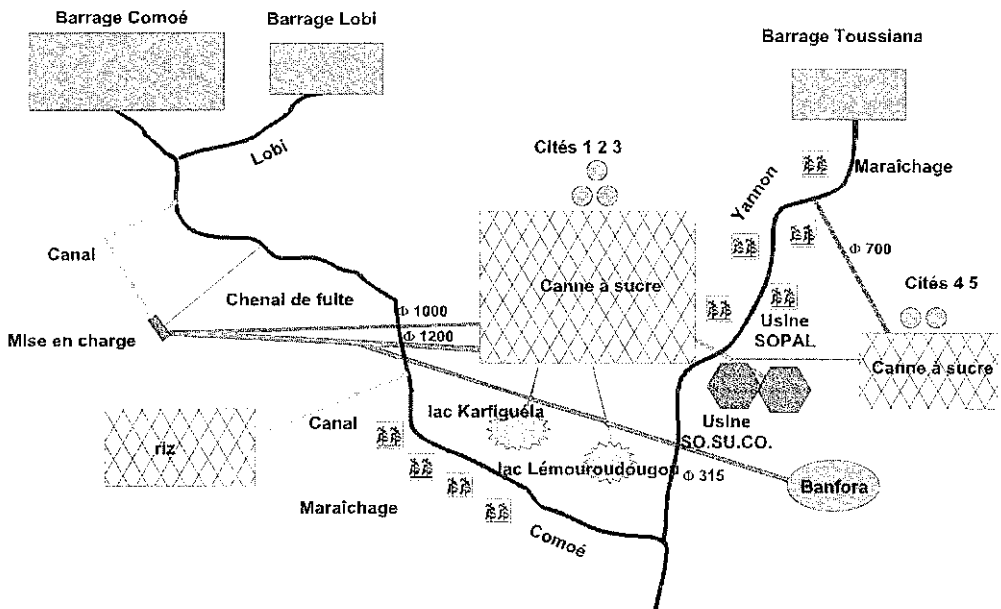 Barrage Comoé
Barrage Lobi
Barrage Toussiana
Lobi
Cités 1 2 3
Maraîchage
Yannon
Canal
Φ 700
Chenal de fuite
Canne à sucre
Cités 4 5
Φ 1000
Mise en charge
Φ 1200
Usine
SOPAL
Canne à sucre
lac Karfiguéla
Canal
riz
Usine
SO.SU.CO.
lac Lémouroudougou
Φ 315
Banfora
Maraîchage
Comoé